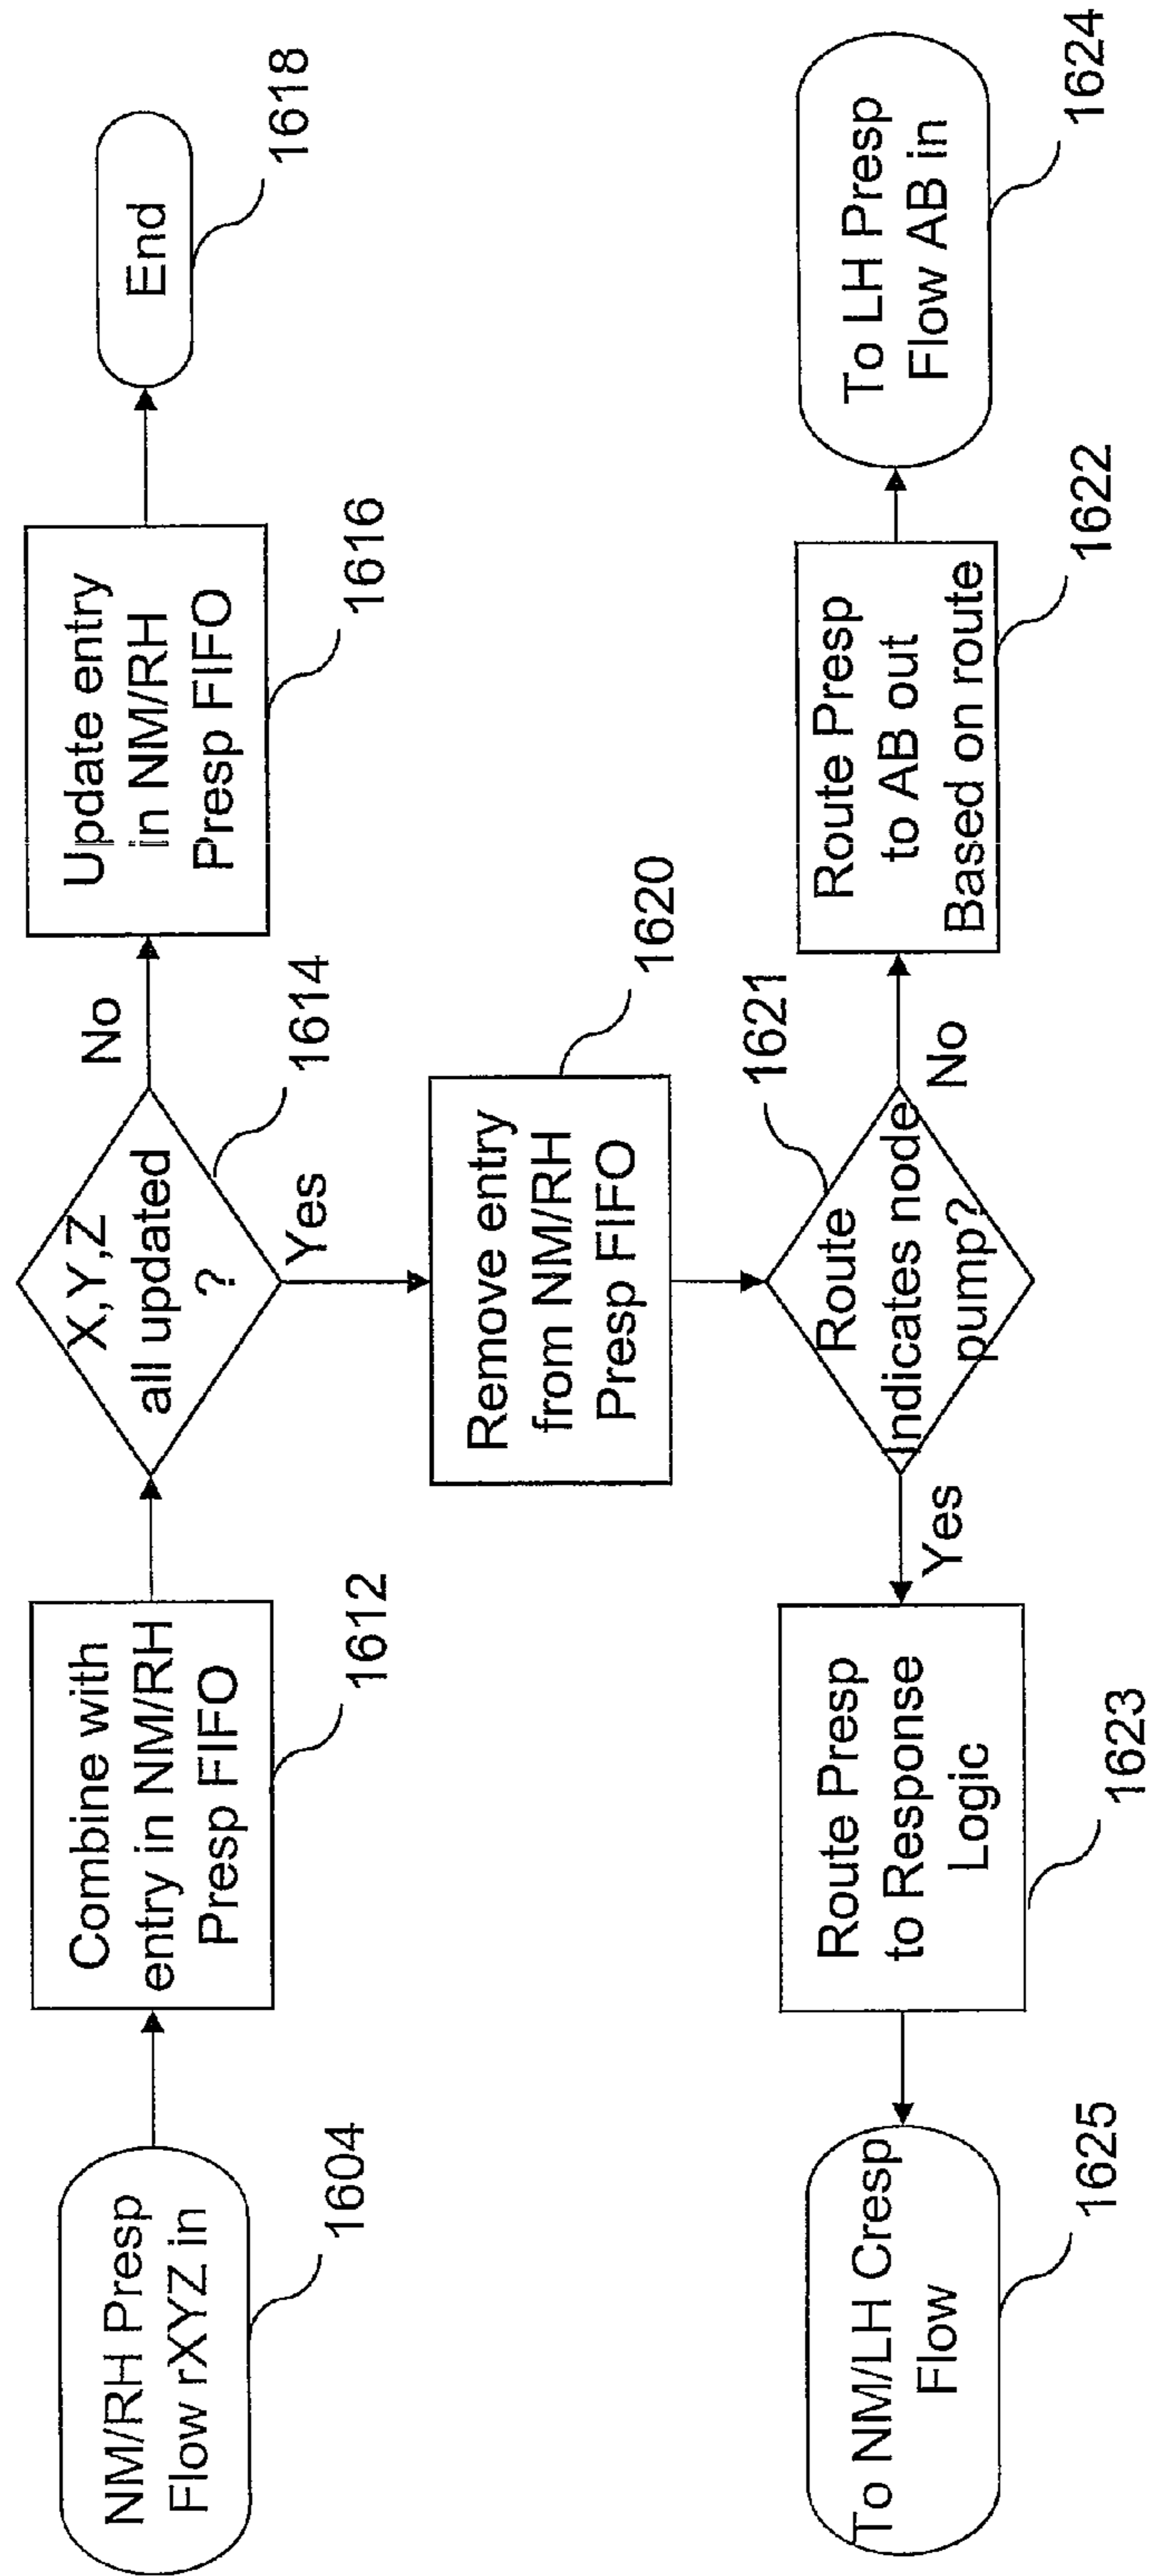 NM/RH Presp
Flow rXYZ in
1604
Combine with
entry in NM/RH
Presp FIFO
1612
X,Y,Z
all updated
?
1614
No
Yes
Update entry
in NM/RH
Presp FIFO
1616
End
1618
Remove entry
from NM/RH
Presp FIFO
1620
Route
Indicates node
pump?
1621
Yes
No
Route Presp
to Response
Logic
1623
To NM/LH Cresp
Flow
1625
Route Presp
to AB out
Based on route
1622
To LH Presp
Flow AB in
1624